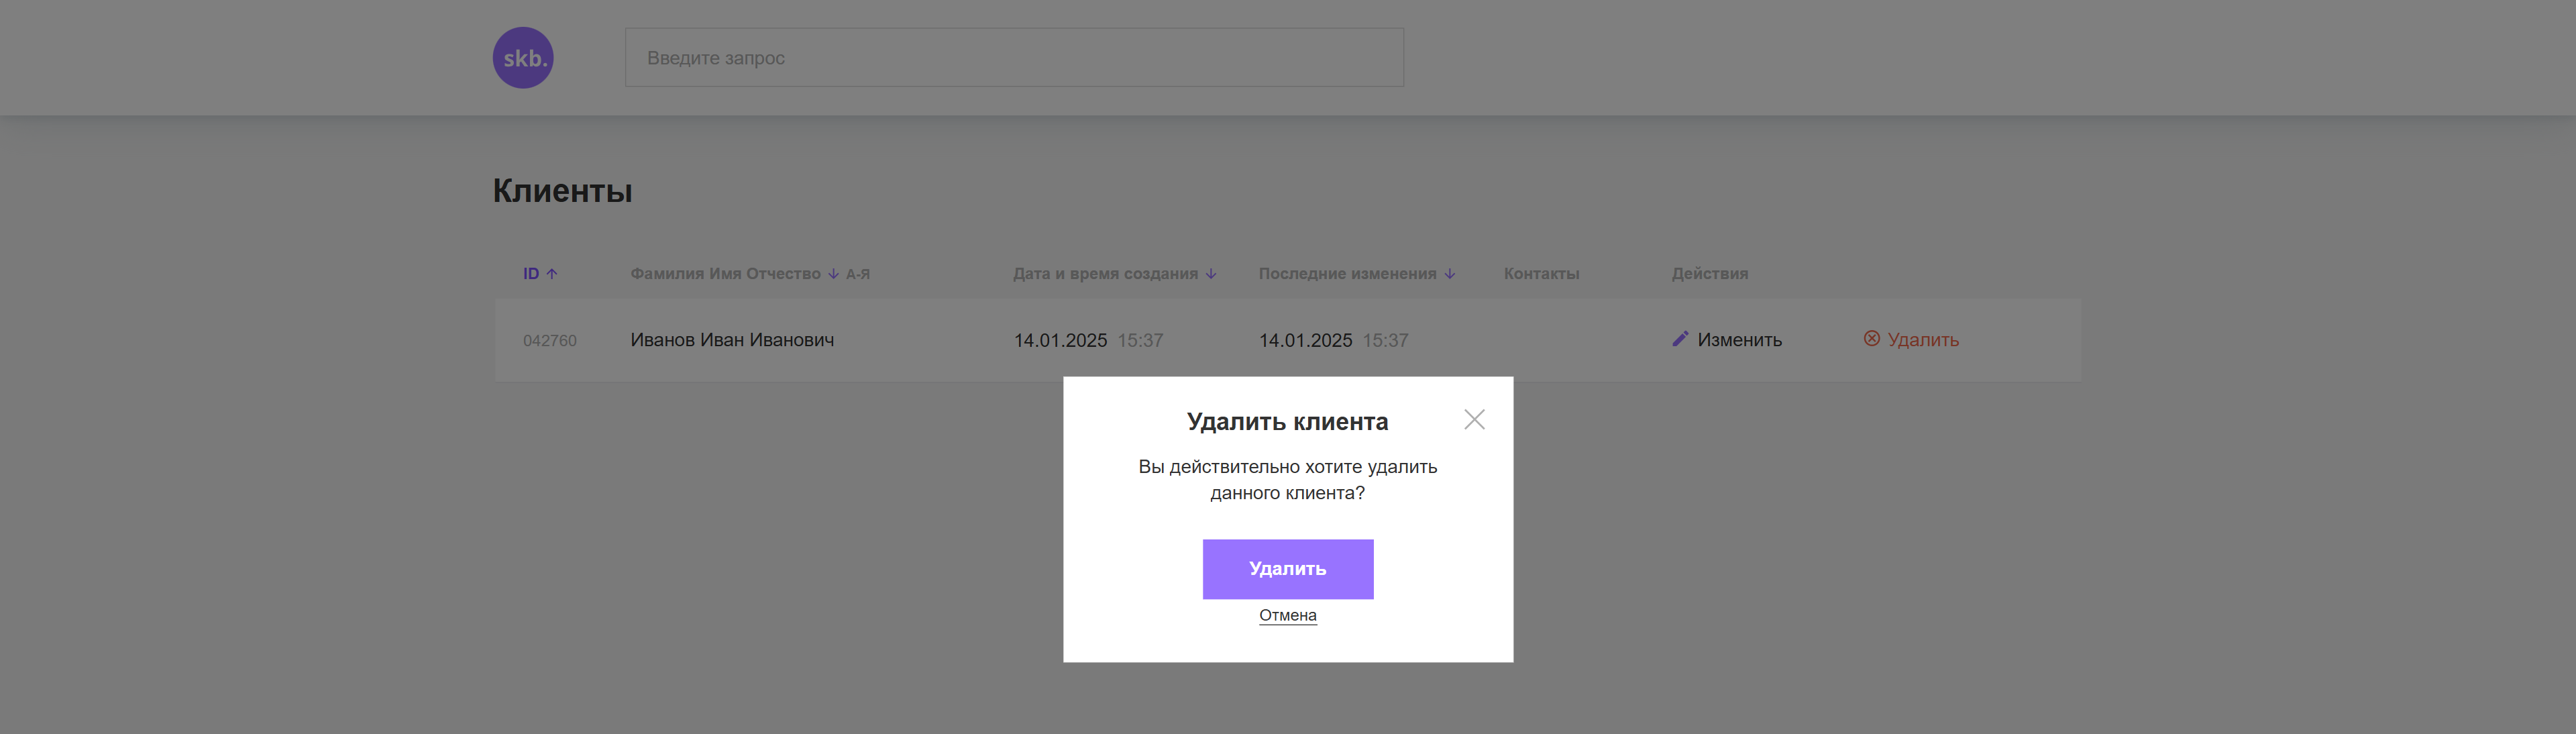 skb.
Введите запрос
Клиенты
ID ↑ Фамилия Имя Отчество ↓ А-Я Дата и время создания ↓ Последние изменения ↓ Контакты Действия
042760 Иванов Иван Иванович 14.01.2025 15:37 14.01.2025 15:37 Изменить Удалить
Удалить клиента
Вы действительно хотите удалить
данного клиента?
Удалить
Отмена